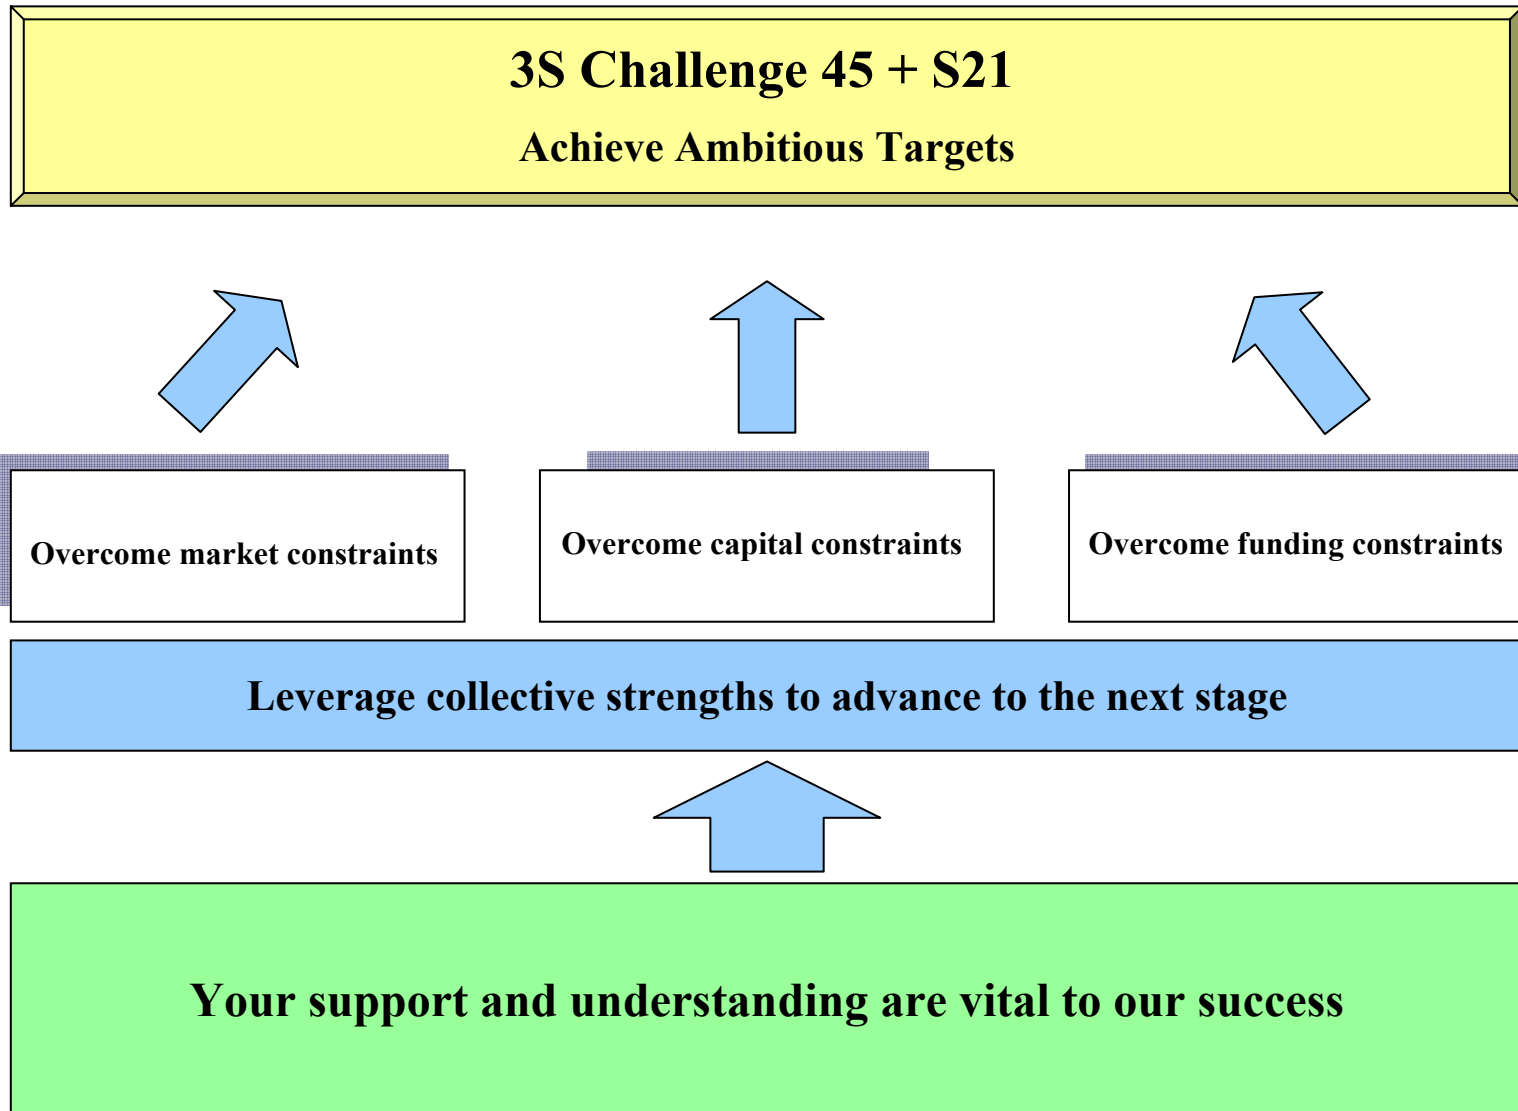 3S Challenge 45 + S21
Achieve Ambitious Targets
Overcome market constraints
Overcome capital constraints
Overcome funding constraints
Leverage collective strengths to advance to the next stage
Your support and understanding are vital to our success